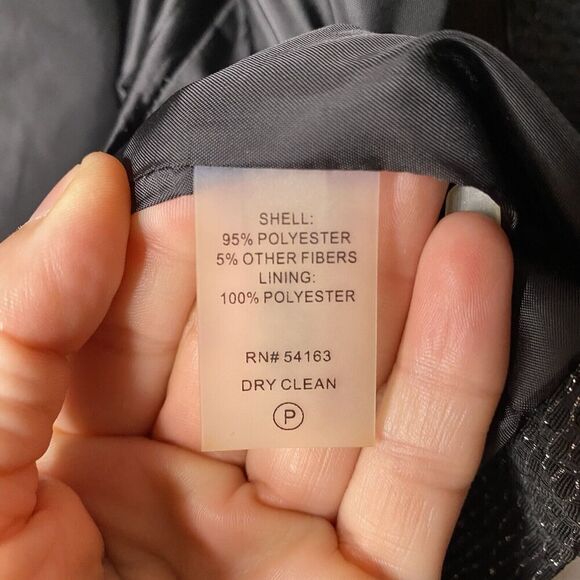 SHELL:
95% POLYESTER
5% OTHER FIBERS
LINING:
100% POLYESTER
RN# 54163
DRY CLEAN
P